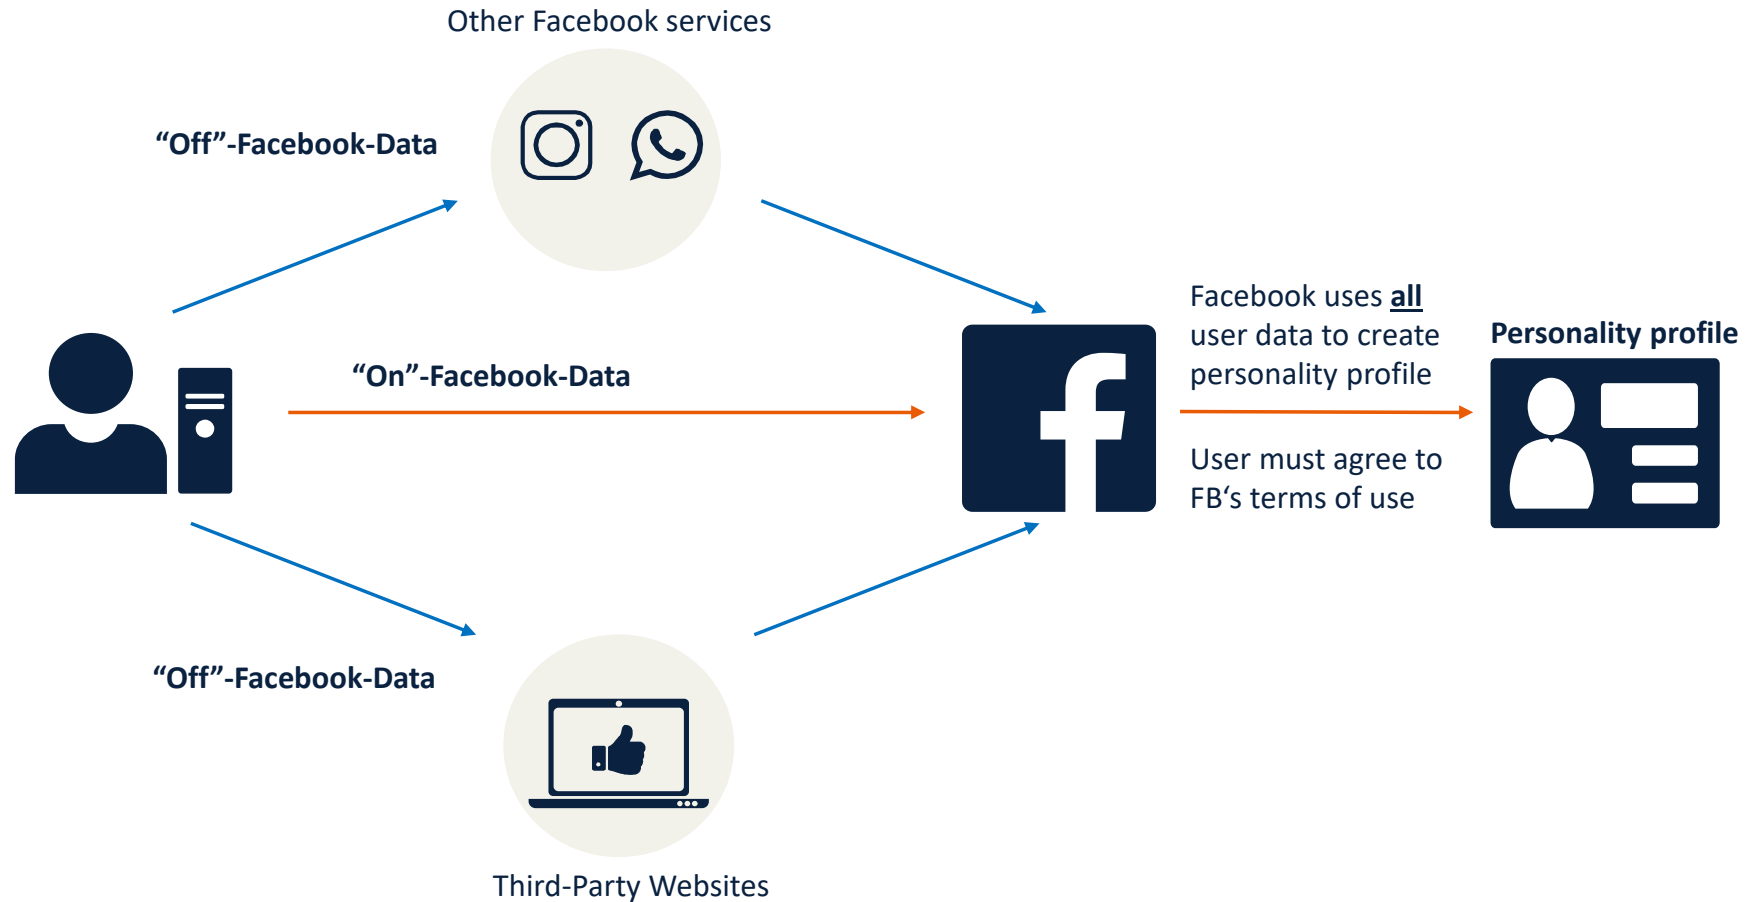 Other Facebook services
“Off”-Facebook-Data
“On”-Facebook-Data
Facebook uses all
user data to create
personality profile
User must agree to
FB‘s terms of use
Personality profile
“Off”-Facebook-Data
Third-Party Websites